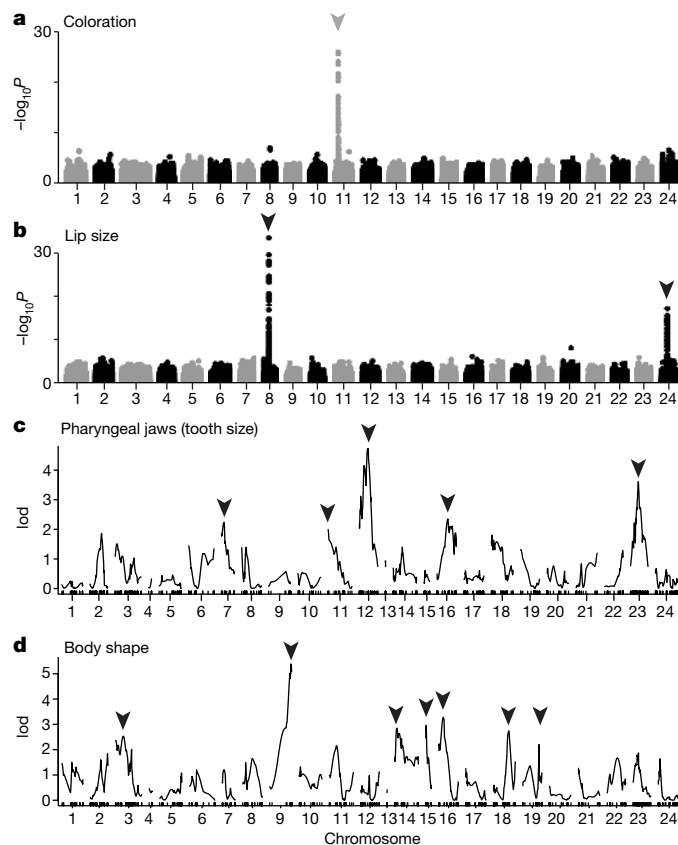 a Coloration
30
0
–log10P
1 2 3 4 5 6 7 8 9 10 11 12 13 14 15 16 17 18 19 20 21 22 23 24
b Lip size
30
0
–log10P
1 2 3 4 5 6 7 8 9 10 11 12 13 14 15 16 17 18 19 20 21 22 23 24
c Pharyngeal jaws (tooth size)
4
3
2
1
0
lod
1 2 3 4 5 6 7 8 9 10 11 12 13 14 15 16 17 18 19 20 21 22 23 24
d Body shape
5
4
3
2
1
0
lod
1 2 3 4 5 6 7 8 9 10 11 12 13 14 15 16 17 18 19 20 21 22 23 24
Chromosome